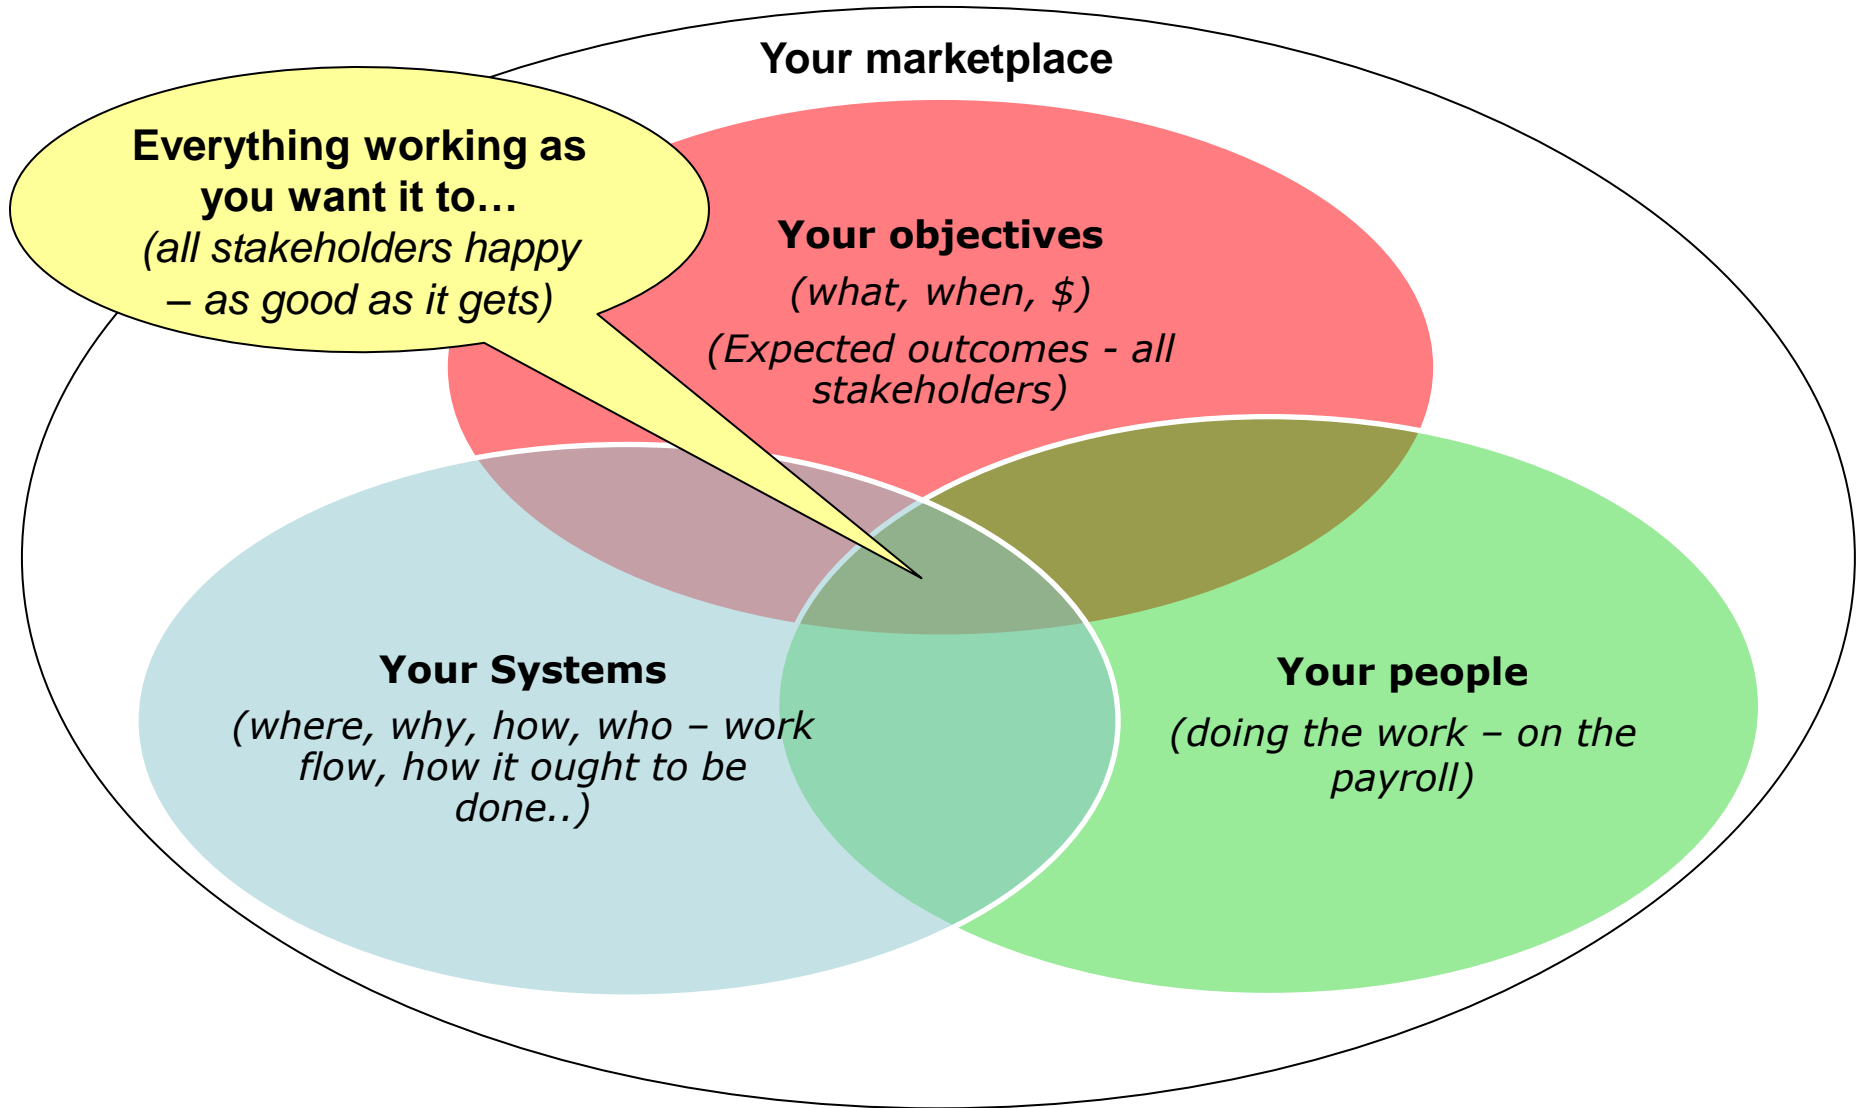 Your marketplace
Everything working as
you want it to…
(all stakeholders happy
– as good as it gets)
Your objectives
(what, when, $)
(Expected outcomes - all
stakeholders)
Your Systems
(where, why, how, who – work
flow, how it ought to be
done..)
Your people
(doing the work – on the
payroll)